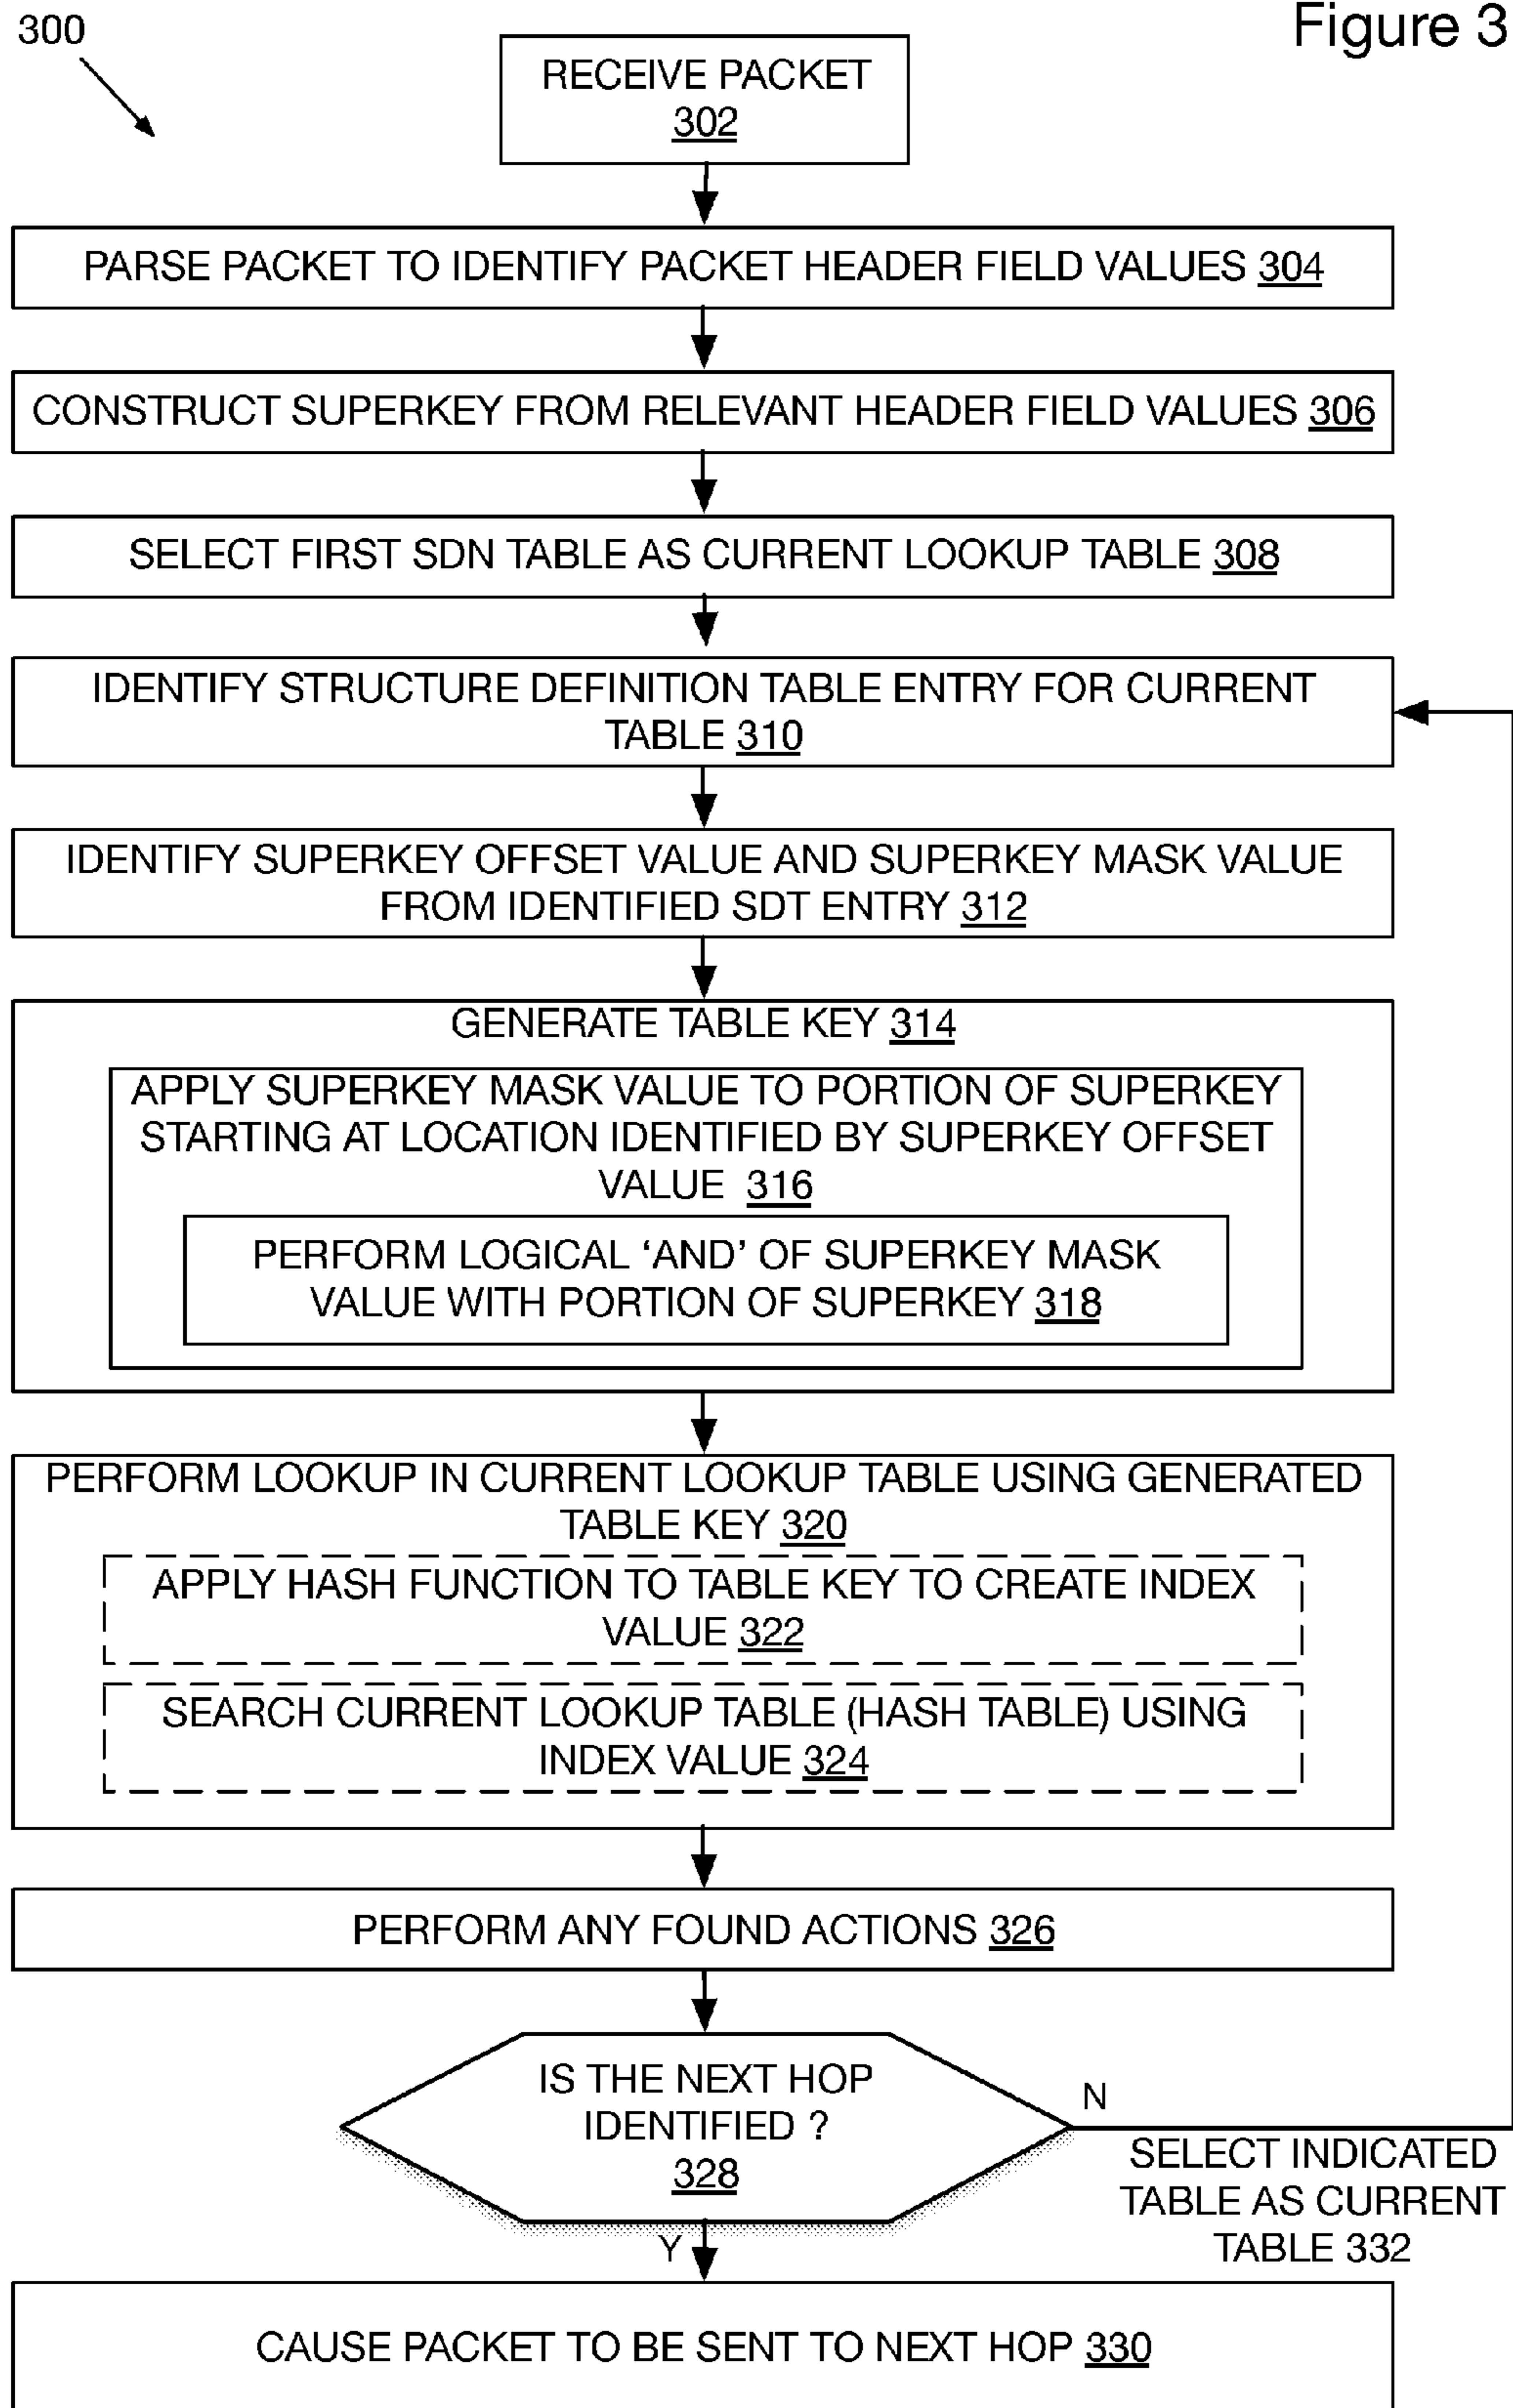 300
Figure 3
RECEIVE PACKET
302
PARSE PACKET TO IDENTIFY PACKET HEADER FIELD VALUES 304
CONSTRUCT SUPERKEY FROM RELEVANT HEADER FIELD VALUES 306
SELECT FIRST SDN TABLE AS CURRENT LOOKUP TABLE 308
IDENTIFY STRUCTURE DEFINITION TABLE ENTRY FOR CURRENT
TABLE 310
IDENTIFY SUPERKEY OFFSET VALUE AND SUPERKEY MASK VALUE
FROM IDENTIFIED SDT ENTRY 312
GENERATE TABLE KEY 314
APPLY SUPERKEY MASK VALUE TO PORTION OF SUPERKEY
STARTING AT LOCATION IDENTIFIED BY SUPERKEY OFFSET
VALUE 316
PERFORM LOGICAL ‘AND’ OF SUPERKEY MASK
VALUE WITH PORTION OF SUPERKEY 318
PERFORM LOOKUP IN CURRENT LOOKUP TABLE USING GENERATED
TABLE KEY 320
APPLY HASH FUNCTION TO TABLE KEY TO CREATE INDEX
VALUE 322
SEARCH CURRENT LOOKUP TABLE (HASH TABLE) USING
INDEX VALUE 324
PERFORM ANY FOUND ACTIONS 326
IS THE NEXT HOP
IDENTIFIED ?
328
N
SELECT INDICATED
TABLE AS CURRENT
TABLE 332
Y
CAUSE PACKET TO BE SENT TO NEXT HOP 330